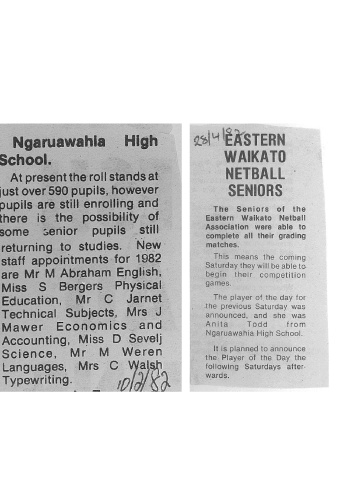 Ngaruawahia High
School.
At present the roll stands at
just over 590 pupils, however
pupils are still enrolling and
there is the possibility of
some senior pupils still
returning to studies. New
staff appointments for 1982
are Mr M Abraham English,
Miss S Bergers Physical
Education, Mr C Jarnet
Technical Subjects, Mrs J
Mawer Economics and
Accounting, Miss D Sevelj
Science, Mr M Weren
Languages, Mrs C Walsh
Typewriting.
10/2/82
28/4/82
EASTERN
WAIKATO
NETBALL
SENIORS
The Seniors of the
Eastern Waikato Netball
Association were able to
complete all their grading
matches.
This means the coming
Saturday they will be able to
begin their competition
games.
The player of the day for
the previous Saturday was
announced, and she was
Anita Todd from
Ngaruawahia High School.
It is planned to announce
the Player of the Day the
following Saturdays after-
wards.